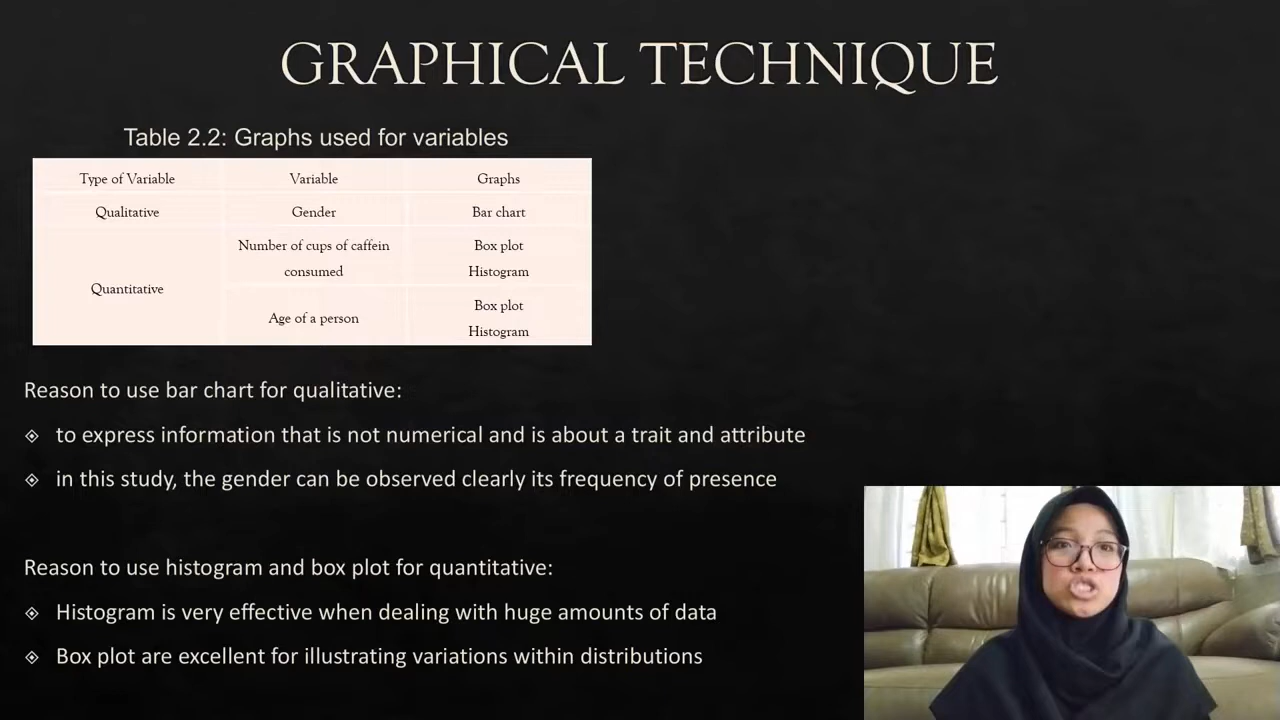 GRAPHICAL TECHNIQUE
Table 2.2: Graphs used for variables
Type of Variable Variable Graphs
Qualitative Gender Bar chart
Quantitative
Number of cups of caffein
consumed
Box plot
Histogram
Age of a person
Box plot
Histogram
Reason to use bar chart for qualitative:
to express information that is not numerical and is about a trait and attribute
in this study, the gender can be observed clearly its frequency of presence
Reason to use histogram and box plot for quantitative:
Histogram is very effective when dealing with huge amounts of data
Box plot are excellent for illustrating variations within distributions